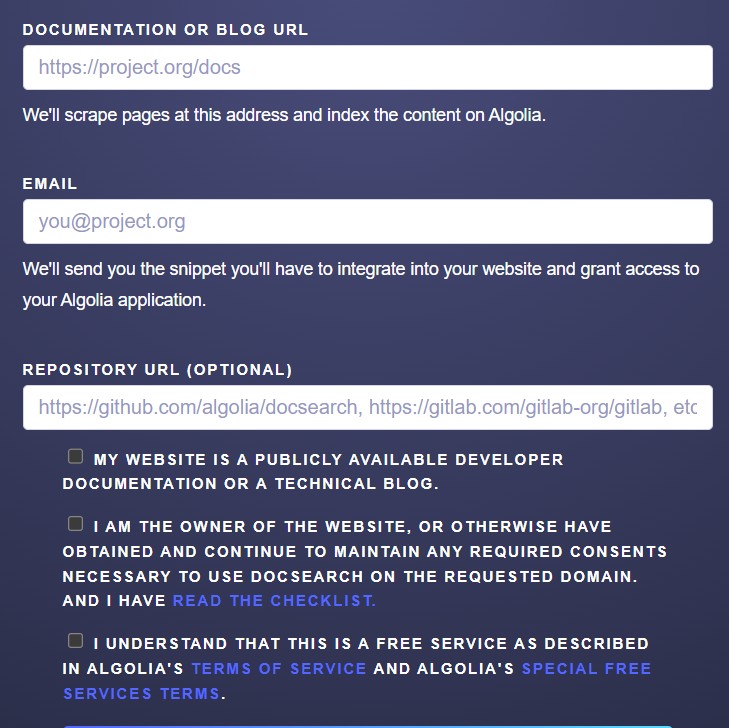 DOCUMENTATION OR BLOG URL
https://project.org/docs
We'll scrape pages at this address and index the content on Algolia.
EMAIL
you@project.org
We'll send you the snippet you'll have to integrate into your website and grant access to
your Algolia application.
REPOSITORY URL (OPTIONAL)
https://github.com/algolia/docsearch, https://gitlab.com/gitlab-org/gitlab, etc
MY WEBSITE IS A PUBLICLY AVAILABLE DEVELOPER
DOCUMENTATION OR A TECHNICAL BLOG.
I AM THE OWNER OF THE WEBSITE, OR OTHERWISE HAVE
OBTAINED AND CONTINUE TO MAINTAIN ANY REQUIRED CONSENTS
NECESSARY TO USE DOCSEARCH ON THE REQUESTED DOMAIN.
AND I HAVE READ THE CHECKLIST.
I UNDERSTAND THAT THIS IS A FREE SERVICE AS DESCRIBED
IN ALGOLIA'S TERMS OF SERVICE AND ALGOLIA'S SPECIAL FREE
SERVICES TERMS.